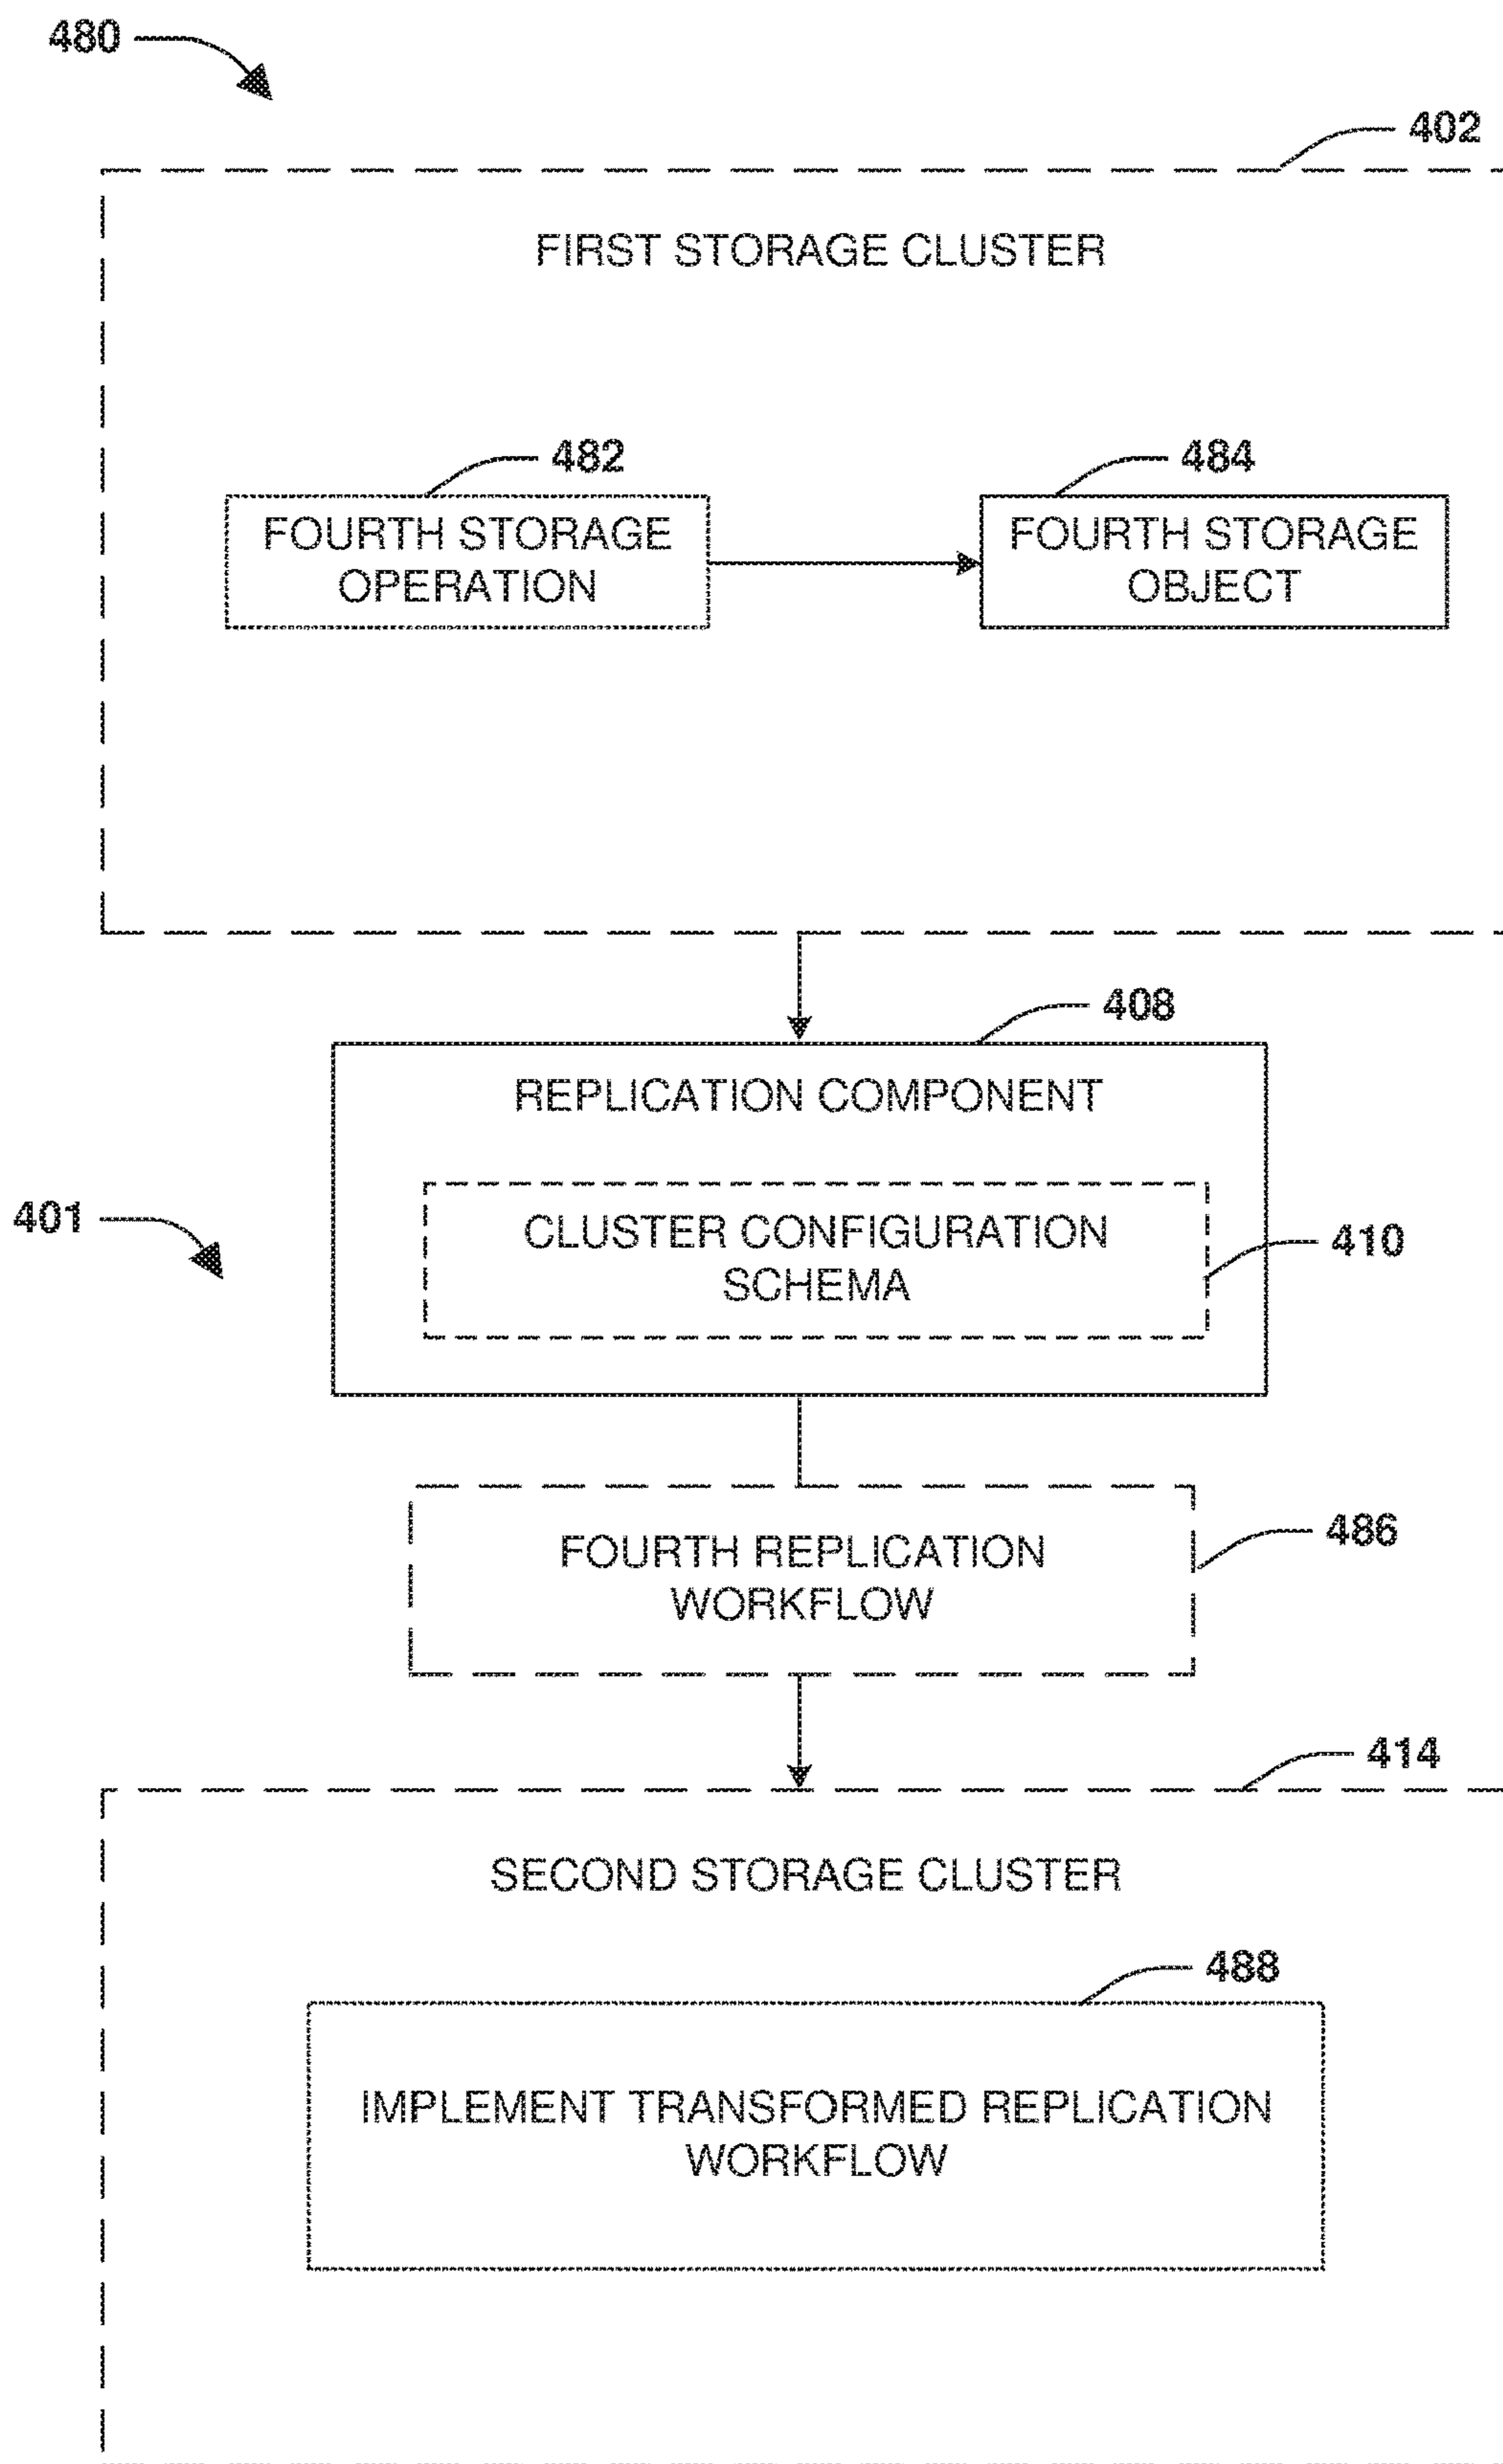 480
402
FIRST STORAGE CLUSTER
482
484
FOURTH STORAGE
OPERATION
FOURTH STORAGE
OBJECT
408
REPLICATION COMPONENT
401
CLUSTER CONFIGURATION
SCHEMA
410
FOURTH REPLICATION
WORKFLOW
486
414
SECOND STORAGE CLUSTER
488
IMPLEMENT TRANSFORMED REPLICATION
WORKFLOW